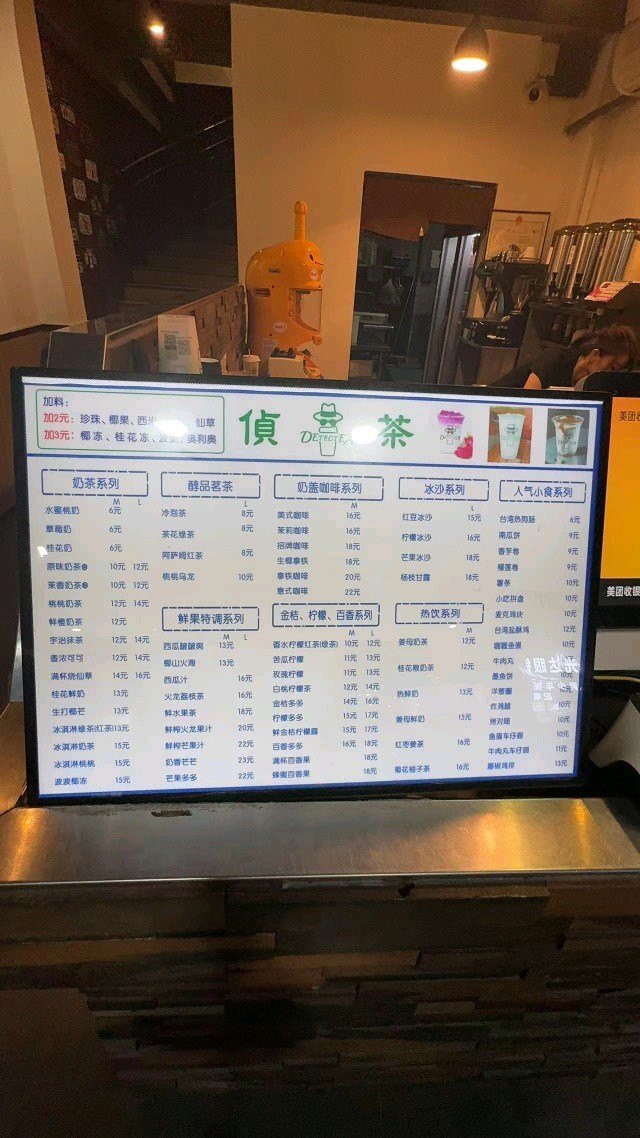 加料:
加2元: 珍珠、椰果、西米 仙草
加3元: 椰冻、桂花冻、 奥利奥
偵茶
DETECTEA
奶茶系列
M L
水蜜桃奶 6元
草莓奶 6元
桂花奶 6元
原味奶茶 10元 12元
茉香奶茶 10元 12元
桃桃奶茶 12元
鲜橙奶茶 12元
宇治抹茶 12元 14元
香浓可可 12元 14元
满杯烧仙草 14元 16元
桂花鲜奶 13元
生打椰芒 13元
冰淇淋绿茶(红茶) 13元
冰淇淋奶茶 15元
冰淇淋桃桃 15元
波波椰冻 15元
醇品茗茶
L
冷泡茶 8元
茶花绿茶 8元
阿萨姆红茶 8元
桃桃乌龙 10元
鲜果特调系列
M L
西瓜啵啵爽 13元
椰山火海 13元
西瓜汁 16元
火龙荔枝茶 16元
鲜水果茶 18元
鲜榨火龙果汁 20元
鲜榨芒果汁 22元
奶香芒芒 23元
芒果多多 22元
奶盖咖啡系列
M
美式咖啡 16元
茉莉咖啡 16元
招牌咖啡 18元
生椰拿铁 18元
拿铁咖啡 20元
意式咖啡 22元
金桔、柠檬、百香系列
M L
香水柠檬红茶(绿茶) 10元 12元
苦瓜柠檬 11元 13元
玫瑰柠檬 11元 13元
白桃柠檬茶 12元 14元
金桔多多 14元 16元
柠檬多多 15元 17元
鲜金桔柠檬露 15元 17元
百香多多 16元 18元
满杯百香果 18元
蜂蜜百香果 18元
冰沙系列
L
红豆冰沙 15元
柠檬冰沙 16元
芒果冰沙 18元
杨枝甘露 18元
热饮系列
M L
姜母奶茶 12元
桂花酿奶茶 12元
热鲜奶 13元
姜母鲜奶 15元
红枣姜茶 16元
菊花柚子茶 16元
人气小食系列
台湾热狗肠 6元
南瓜饼 9元
香芋卷 9元
榴莲卷 9元
薯条 10元
小吃拼盘 10元
麦克鸡块 10元
台湾盐酥鸡 12元
咖喱鱼蛋 10元
牛肉丸
墨鱼饼
洋葱圈
炸鸡腿
烤对腿 10元
鱼蛋车仔面 10元
牛肉丸车仔面 11元
藤椒鸡排 13元
美团收
美团收银